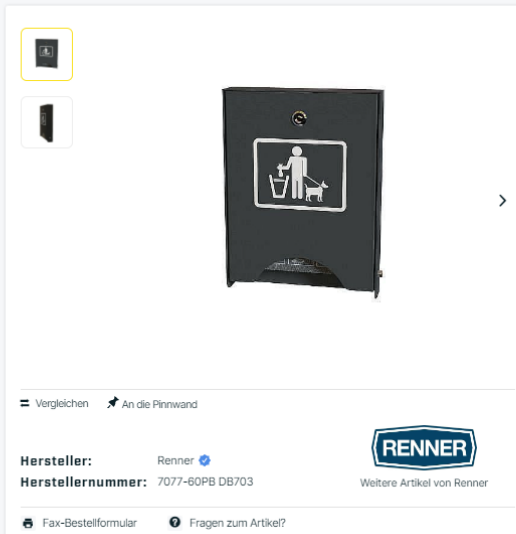 Vergleichen An die Pinnwand
RENNER
Hersteller: Renner
Herstellernummer: 7077-60PB DB703
Weitere Artikel von Renner
Fax-Bestellformular Fragen zum Artikel?